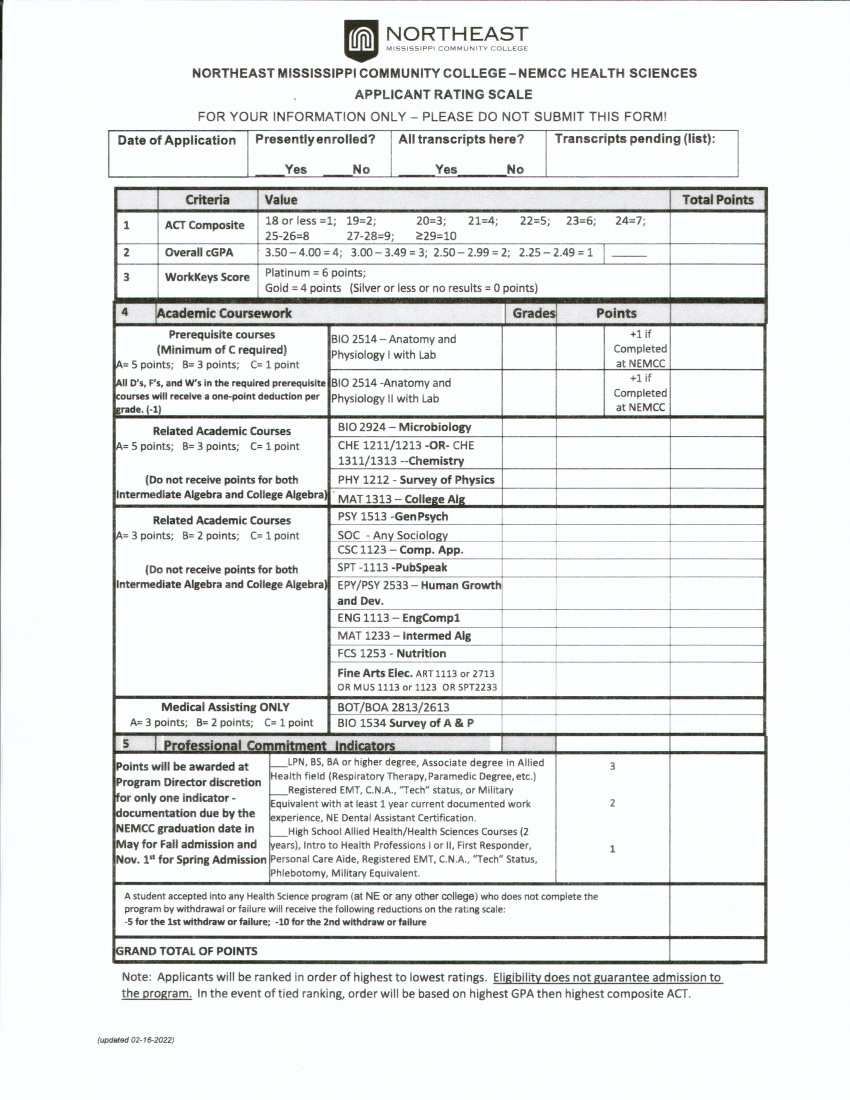 NORTHEAST
MISSISSIPPI COMMUNITY COLLEGE
NORTHEAST MISSISSIPPI COMMUNITY COLLEGE – NEMCC HEALTH SCIENCES
APPLICANT RATING SCALE
FOR YOUR INFORMATION ONLY – PLEASE DO NOT SUBMIT THIS FORM!
Date of Application
Presently enrolled?
____Yes ____No
All transcripts here?
____Yes______No
Transcripts pending (list):
Criteria Value Total Points
1 ACT Composite
18 or less =1; 19=2; 20=3; 21=4; 22=5; 23=6; 24=7;
25-26=8 27-28=9; ≥29=10
2 Overall cGPA 3.50 – 4.00 = 4; 3.00 – 3.49 = 3; 2.50 – 2.99 = 2; 2.25 – 2.49 = 1 ______
3 WorkKeys Score
Platinum = 6 points;
Gold = 4 points (Silver or less or no results = 0 points)
4 Academic Coursework Grades Points
Prerequisite courses
(Minimum of C required)
A= 5 points; B= 3 points; C= 1 point
All D's, F's, and W's in the required prerequisite
courses will receive a one-point deduction per
grade. (-1)
BIO 2514 – Anatomy and
Physiology I with Lab
+1 if
Completed
at NEMCC
BIO 2514 -Anatomy and
Physiology II with Lab
+1 if
Completed
at NEMCC
Related Academic Courses
A= 5 points; B= 3 points; C= 1 point
(Do not receive points for both
Intermediate Algebra and College Algebra)
BIO 2924 – Microbiology
CHE 1211/1213 -OR- CHE
1311/1313 --Chemistry
PHY 1212 - Survey of Physics
MAT 1313 – College Alg
Related Academic Courses
A= 3 points; B= 2 points; C= 1 point
(Do not receive points for both
Intermediate Algebra and College Algebra)
PSY 1513 -GenPsych
SOC - Any Sociology
CSC 1123 – Comp. App.
SPT -1113 -PubSpeak
EPY/PSY 2533 – Human Growth
and Dev.
ENG 1113 – EngComp1
MAT 1233 – Intermed Alg
FCS 1253 - Nutrition
Fine Arts Elec. ART 1113 or 2713
OR MUS 1113 or 1123 OR SPT2233
Medical Assisting ONLY
A= 3 points; B= 2 points; C= 1 point
BOT/BOA 2813/2613
BIO 1534 Survey of A & P
5 Professional Commitment Indicators
Points will be awarded at
Program Director discretion
for only one indicator -
documentation due by the
NEMCC graduation date in
May for Fall admission and
Nov. 1st for Spring Admission
___LPN, BS, BA or higher degree, Associate degree in Allied
Health field (Respiratory Therapy, Paramedic Degree, etc.)
3
___Registered EMT, C.N.A., "Tech" status, or Military
Equivalent with at least 1 year current documented work
experience, NE Dental Assistant Certification.
2
___High School Allied Health/Health Sciences Courses (2
years), Intro to Health Professions I or II, First Responder,
Personal Care Aide, Registered EMT, C.N.A., "Tech" Status,
Phlebotomy, Military Equivalent.
1
A student accepted into any Health Science program (at NE or any other college) who does not complete the
program by withdrawal or failure will receive the following reductions on the rating scale:
-5 for the 1st withdraw or failure; -10 for the 2nd withdraw or failure
GRAND TOTAL OF POINTS
Note: Applicants will be ranked in order of highest to lowest ratings. Eligibility does not guarantee admission to
the program. In the event of tied ranking, order will be based on highest GPA then highest composite ACT.
(updated 02-16-2022)